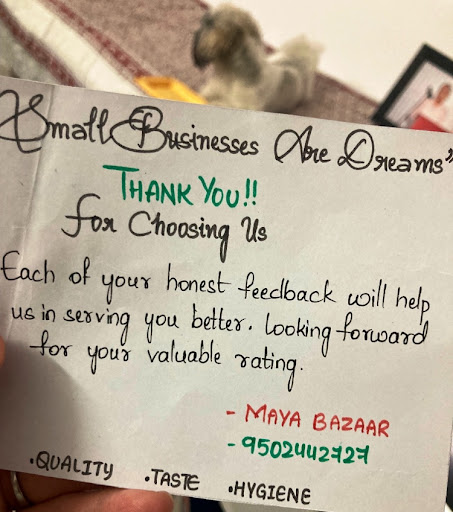 "Small Businesses Are Dreams"
THANK YOU!!
for Choosing Us
Each of your honest feedback will help
us in serving you better. Looking forward
for your valuable rating.
- MAYA BAZAAR
- 9502442727
•QUALITY •TASTE •HYGIENE